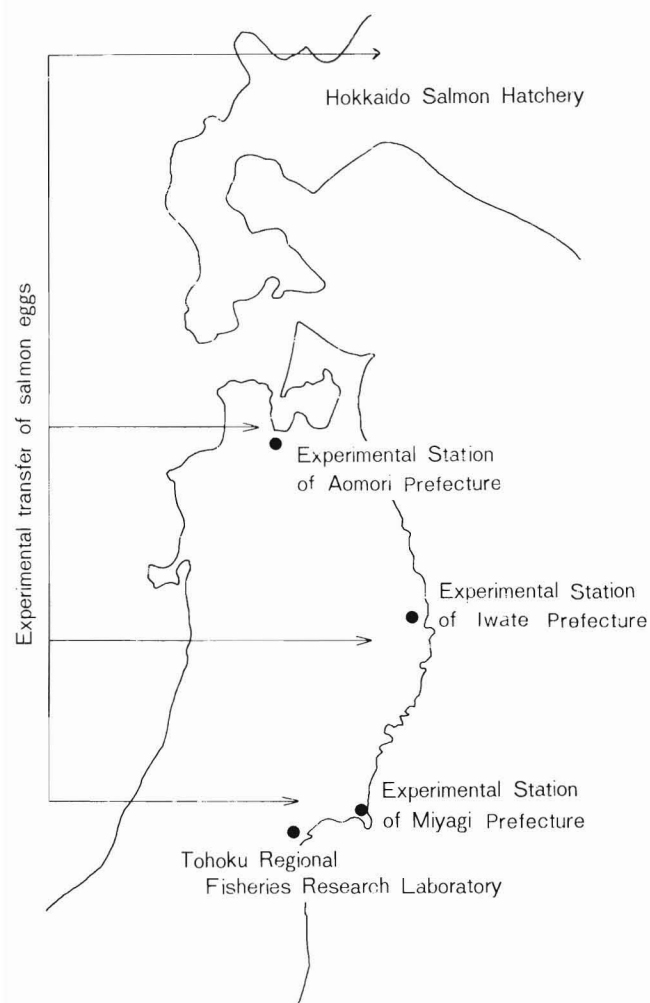 Hokkaido Salmon Hatchery
Experimental transfer of salmon eggs
Experimental Station
of Aomori Prefecture
Experimental Station
of Iwate Prefecture
Experimental Station
of Miyagi Prefecture
Tohoku Regional
Fisheries Research Laboratory